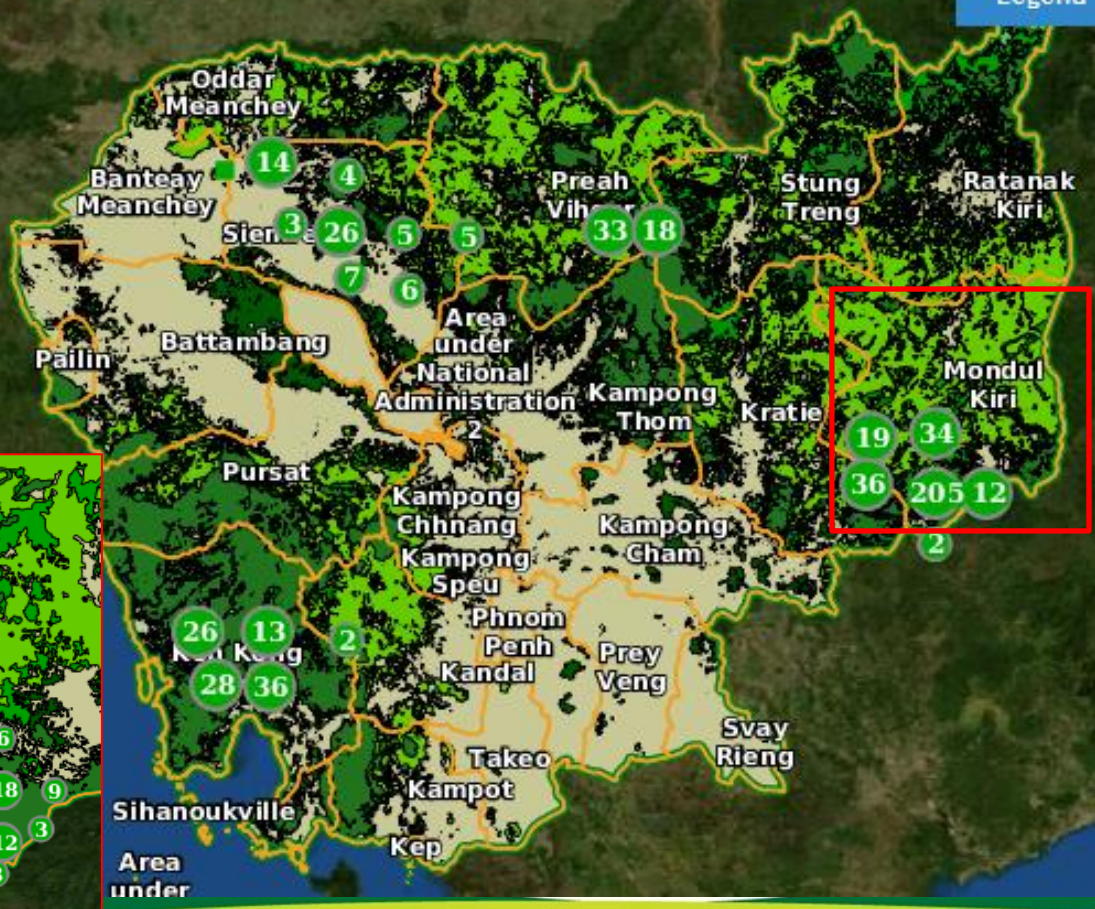 Legend
Oddar
Meanchey
14
4
Banteay
Meanchey
Preah
33
18
Stung
Treng
Ratanak
Kiri
3
26
5
5
7
6
Area
under
National
Administration
2
Battambang
Pailin
Kampong
Thom
Kratie
Mondul
Kiri
19
34
36
205
12
2
Pursat
Kampong
Chhnang
Kampong
Cham
Kampong
Speu
26
13
2
Kong
28
36
Phnom
Penh
Kandal
Prey
Veng
Svay
Rieng
Takeo
Kampot
Sihanoukville
Kep
Area
under
18
9
12
3